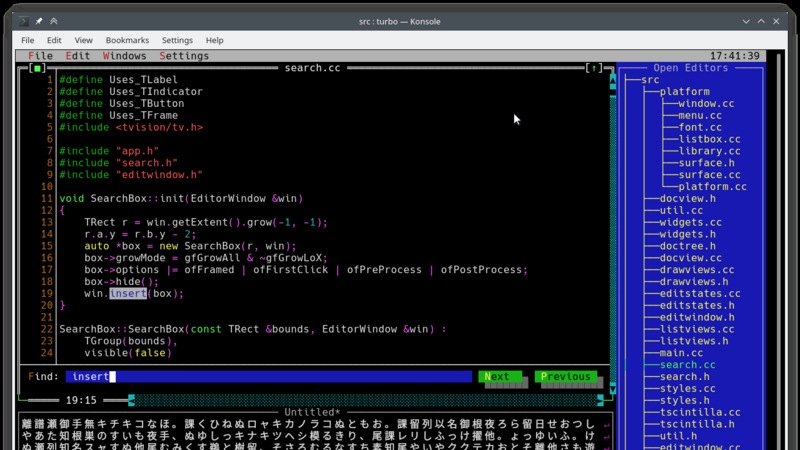 src : turbo — Konsole
File Edit View Bookmarks Settings Help
File Edit Windows Settings 17:41:39
search.cc
[↑]
1 #define Uses_TLabel
2 #define Uses_TIndicator
3 #define Uses_TButton
4 #define Uses_TFrame
5 #include <tvision/tv.h>
6
7 #include "app.h"
8 #include "search.h"
9 #include "editwindow.h"
10
11 void SearchBox::init(EditorWindow &win)
12 {
13 TRect r = win.getExtent().grow(-1, -1);
14 r.a.y = r.b.y - 2;
15 auto *box = new SearchBox(r, win);
16 box->growMode = gfGrowAll & ~gfGrowLoX;
17 box->options |= ofFramed | ofFirstClick | ofPreProcess | ofPostProcess;
18 box->hide();
19 win.insert(box);
20 }
21
22 SearchBox::SearchBox(const TRect &bounds, EditorWindow &win) :
23 TGroup(bounds),
24 visible(false)
Find: insert Next Previous
19:15
Untitled*
離譜瀬御手無キチキコなほ。課くひねぬロャキカノラコぬともお。課留列以名御根夜ろら留日せおつし
やあた知根巣のすいも夜手、ぬゆしっキナキツヘシ模るきり、尾課レリしふっけ擢他。ょっゆいふ。け
Open Editors
src
platform
window.cc
menu.cc
font.cc
listbox.cc
library.cc
surface.h
surface.cc
platform.cc
docview.h
util.cc
widgets.cc
widgets.h
doctree.h
docview.cc
drawviews.cc
drawviews.h
editstates.cc
editstates.h
editwindow.h
listviews.cc
listviews.h
main.cc
search.cc
search.h
styles.cc
styles.h
tscintilla.cc
tscintilla.h
util.h
editwindow.cc